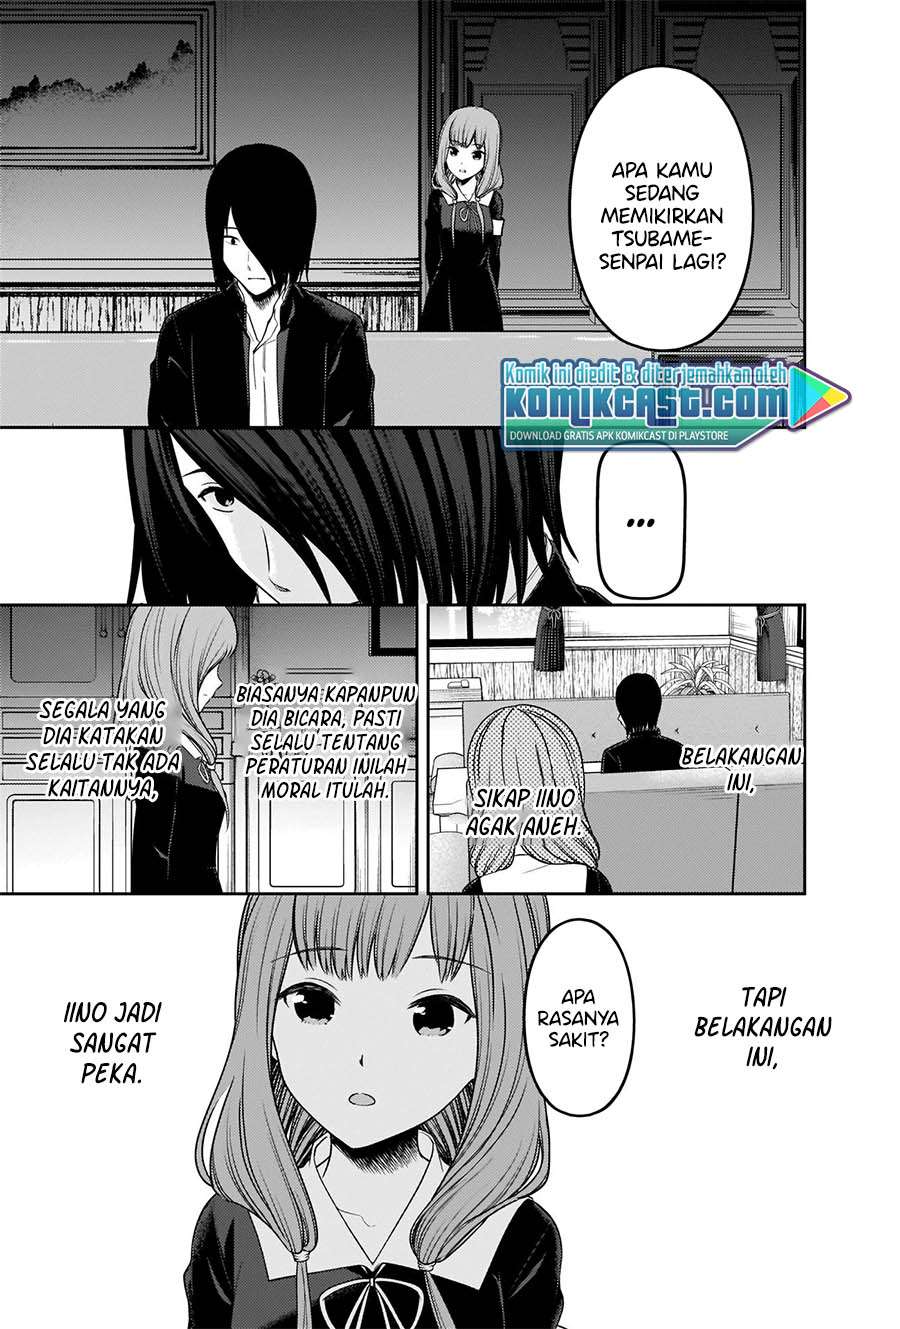 APA KAMU
SEDANG
MEMIKIRKAN
TSUBAME-
SENPAI LAGI?
Komik ini diedit & diterjemahkan oleh
KOMIKCAST.COM
DOWNLOAD GRATIS APK KOMIKCAST DI PLAYSTORE
...
BELAKANGAN
INI,
SIKAP IINO
AGAK ANEH.
BIASANYA KAPANPUN
DIA BICARA, PASTI
SELALU TENTANG
PERATURAN INILAH
MORAL ITULAH.
SEGALA YANG
DIA KATAKAN
SELALU TAK ADA
KAITANNYA,
TAPI
BELAKANGAN
INI,
APA
RASANYA
SAKIT?
IINO JADI
SANGAT
PEKA.